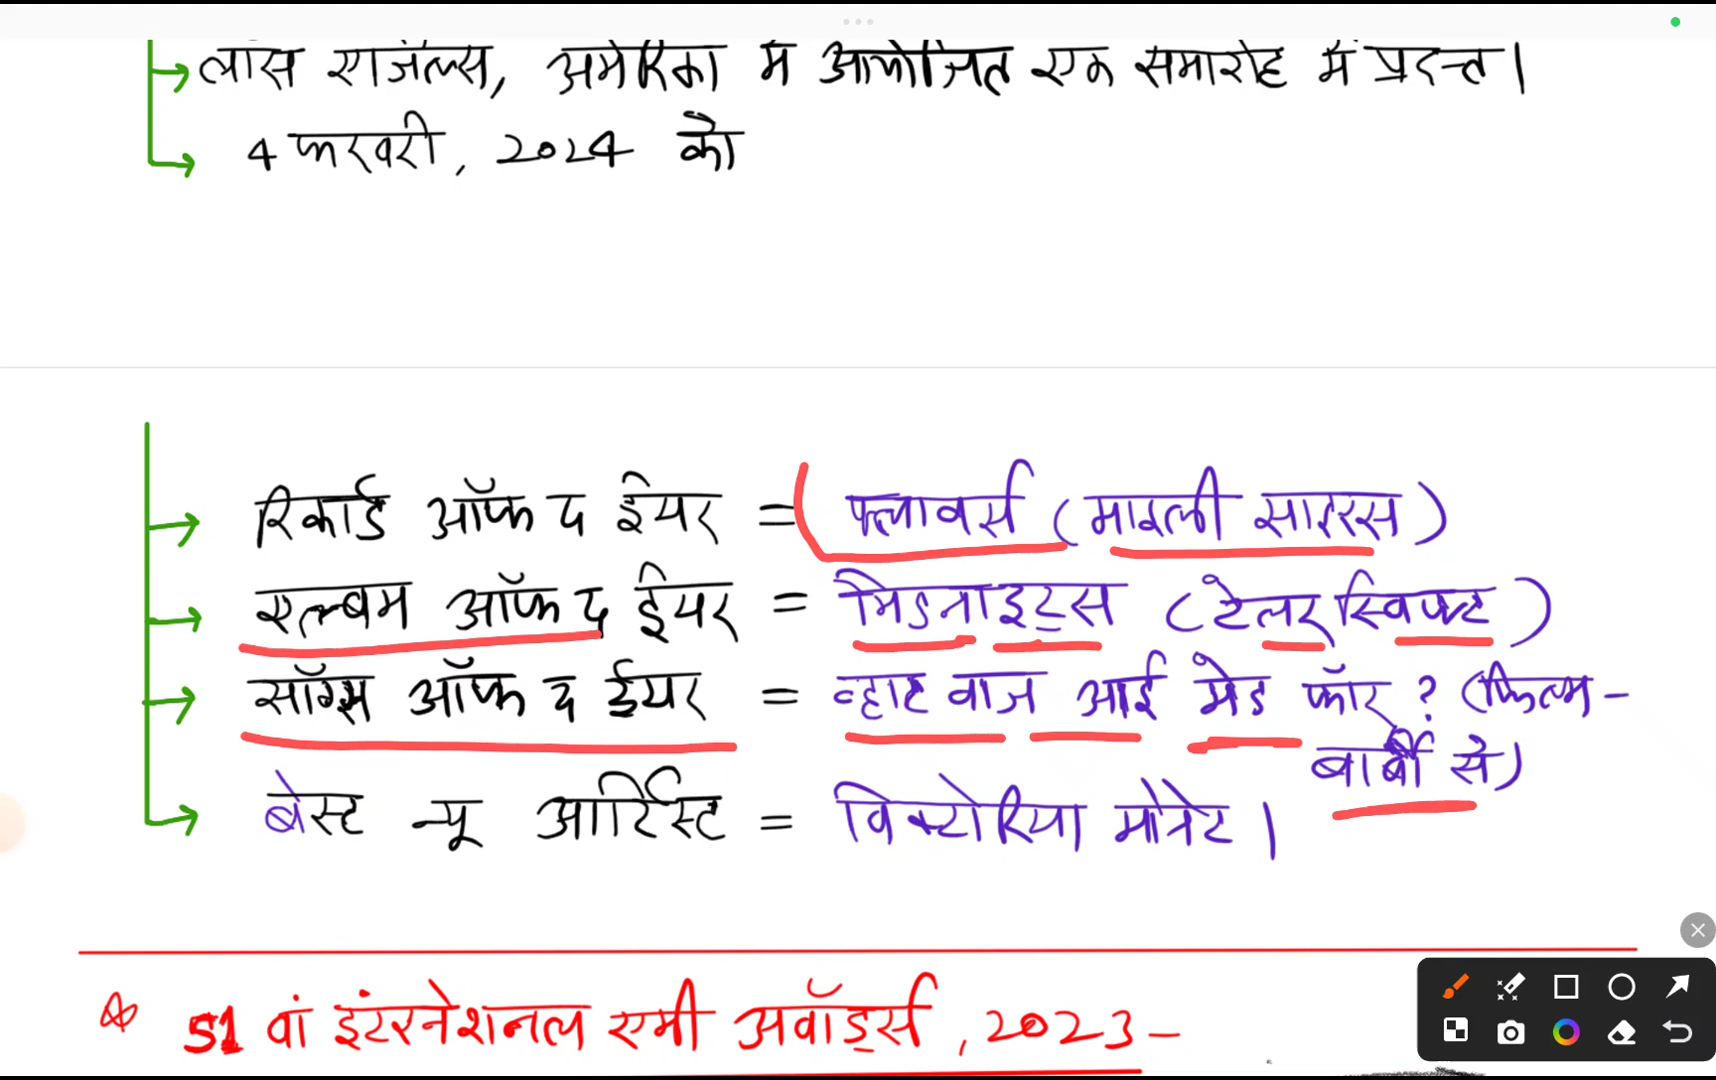 लॉस एंजेल्स, अमेरिका में आयोजित एक समारोह में प्रदत्त।
4 फरवरी, 2024 को
रिकार्ड ऑफ द ईयर = फ्लावर्स (माइली साइरस)
एल्बम ऑफ द ईयर = मिडनाइट्स (टेलर स्विफ्ट)
सॉंग्स ऑफ द ईयर = व्हाट वाज आई मेड फॉर ? (फिल्म-
बार्बी से)
बेस्ट न्यू आर्टिस्ट = विक्टोरिया मोनेट।
51 वां इंटरनेशनल एमी अवॉर्ड्स, 2023 -